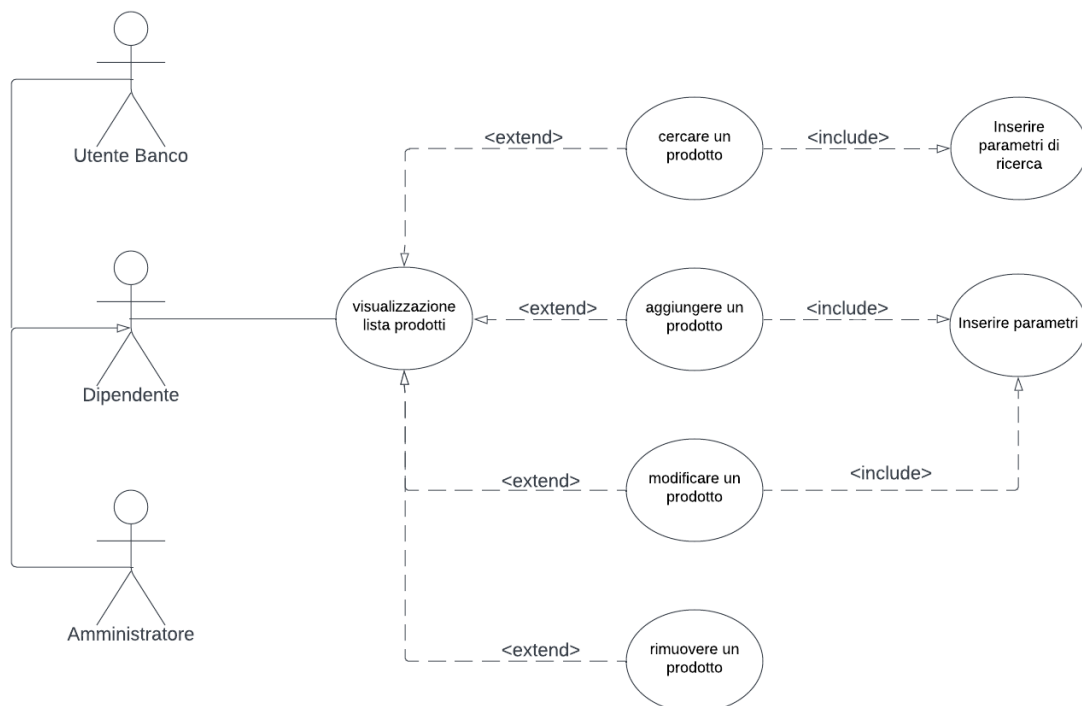 Utente Banco
<extend>
cercare un
prodotto
<include>
Inserire
parametri di
ricerca
Dipendente
visualizzazione
lista prodotti
<extend>
aggiungere un
prodotto
<include>
Inserire parametri
<extend>
modificare un
prodotto
<include>
Amministratore
<extend>
rimuovere un
prodotto